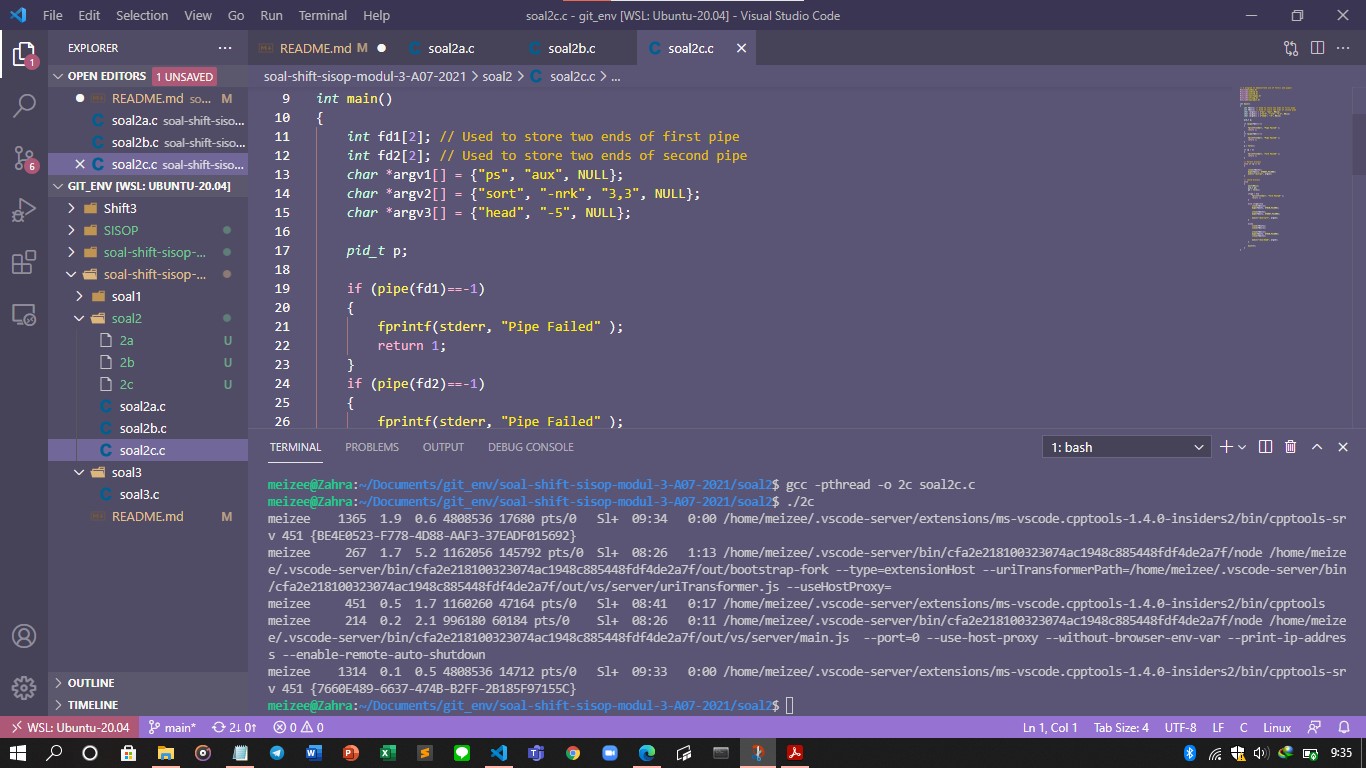 File Edit Selection View Go Run Terminal Help soal2c.c - git_env [WSL: Ubuntu-20.04] - Visual Studio Code
EXPLORER
README.md M soal2a.c soal2b.c soal2c.c
OPEN EDITORS 1 UNSAVED
README.md so... M
soal2a.c soal-shift-siso...
soal2b.c soal-shift-siso...
soal2c.c soal-shift-siso...
GIT_ENV [WSL: UBUNTU-20.04]
Shift3
SISOP
soal-shift-sisop-...
soal-shift-sisop-...
soal1
soal2
2a U
2b U
2c U
soal2a.c
soal2b.c
soal2c.c
soal3
soal3.c
README.md M
OUTLINE
TIMELINE
1
6
soal-shift-sisop-modul-3-A07-2021 > soal2 > soal2c.c > ...
9 int main()
10 {
11 int fd1[2]; // Used to store two ends of first pipe
12 int fd2[2]; // Used to store two ends of second pipe
13 char *argv1[] = {"ps", "aux", NULL};
14 char *argv2[] = {"sort", "-nrk", "3,3", NULL};
15 char *argv3[] = {"head", "-5", NULL};
16
17 pid_t p;
18
19 if (pipe(fd1)==-1)
20 {
21 fprintf(stderr, "Pipe Failed" );
22 return 1;
23 }
24 if (pipe(fd2)==-1)
25 {
26 fprintf(stderr, "Pipe Failed" );
TERMINAL PROBLEMS OUTPUT DEBUG CONSOLE 1: bash
meizee@Zahra:~/Documents/git_env/soal-shift-sisop-modul-3-A07-2021/soal2$ gcc -pthread -o 2c soal2c.c
meizee@Zahra:~/Documents/git_env/soal-shift-sisop-modul-3-A07-2021/soal2$ ./2c
meizee 1365 1.9 0.6 4808536 17680 pts/0 Sl+ 09:34 0:00 /home/meizee/.vscode-server/extensions/ms-vscode.cpptools-1.4.0-insiders2/bin/cpptools-sr
v 451 {BE4E0523-F778-4D88-AAF3-37EADF015692}
meizee 267 1.7 5.2 1162056 145792 pts/0 Sl+ 08:26 1:13 /home/meizee/.vscode-server/bin/cfa2e218100323074ac1948c885448fdf4de2a7f/node /home/meize
e/.vscode-server/bin/cfa2e218100323074ac1948c885448fdf4de2a7f/out/bootstrap-fork --type=extensionHost --uriTransformerPath=/home/meizee/.vscode-server/bin
/cfa2e218100323074ac1948c885448fdf4de2a7f/out/vs/server/uriTransformer.js --useHostProxy=
meizee 451 0.5 1.7 1160260 47164 pts/0 Sl+ 08:41 0:17 /home/meizee/.vscode-server/extensions/ms-vscode.cpptools-1.4.0-insiders2/bin/cpptools
meizee 214 0.2 2.1 996180 60184 pts/0 Sl+ 08:26 0:11 /home/meizee/.vscode-server/bin/cfa2e218100323074ac1948c885448fdf4de2a7f/node /home/meize
e/.vscode-server/bin/cfa2e218100323074ac1948c885448fdf4de2a7f/out/vs/server/main.js --port=0 --use-host-proxy --without-browser-env-var --print-ip-addres
s --enable-remote-auto-shutdown
meizee 1314 0.1 0.5 4808536 14712 pts/0 Sl+ 09:33 0:00 /home/meizee/.vscode-server/extensions/ms-vscode.cpptools-1.4.0-insiders2/bin/cpptools-sr
v 451 {7660E489-6637-474B-B2FF-2B185F97155C}
meizee@Zahra:~/Documents/git_env/soal-shift-sisop-modul-3-A07-2021/soal2$
WSL: Ubuntu-20.04 main* 2↓ 0↑ 0 0 Ln 1, Col 1 Tab Size: 4 UTF-8 LF C Linux
9:35